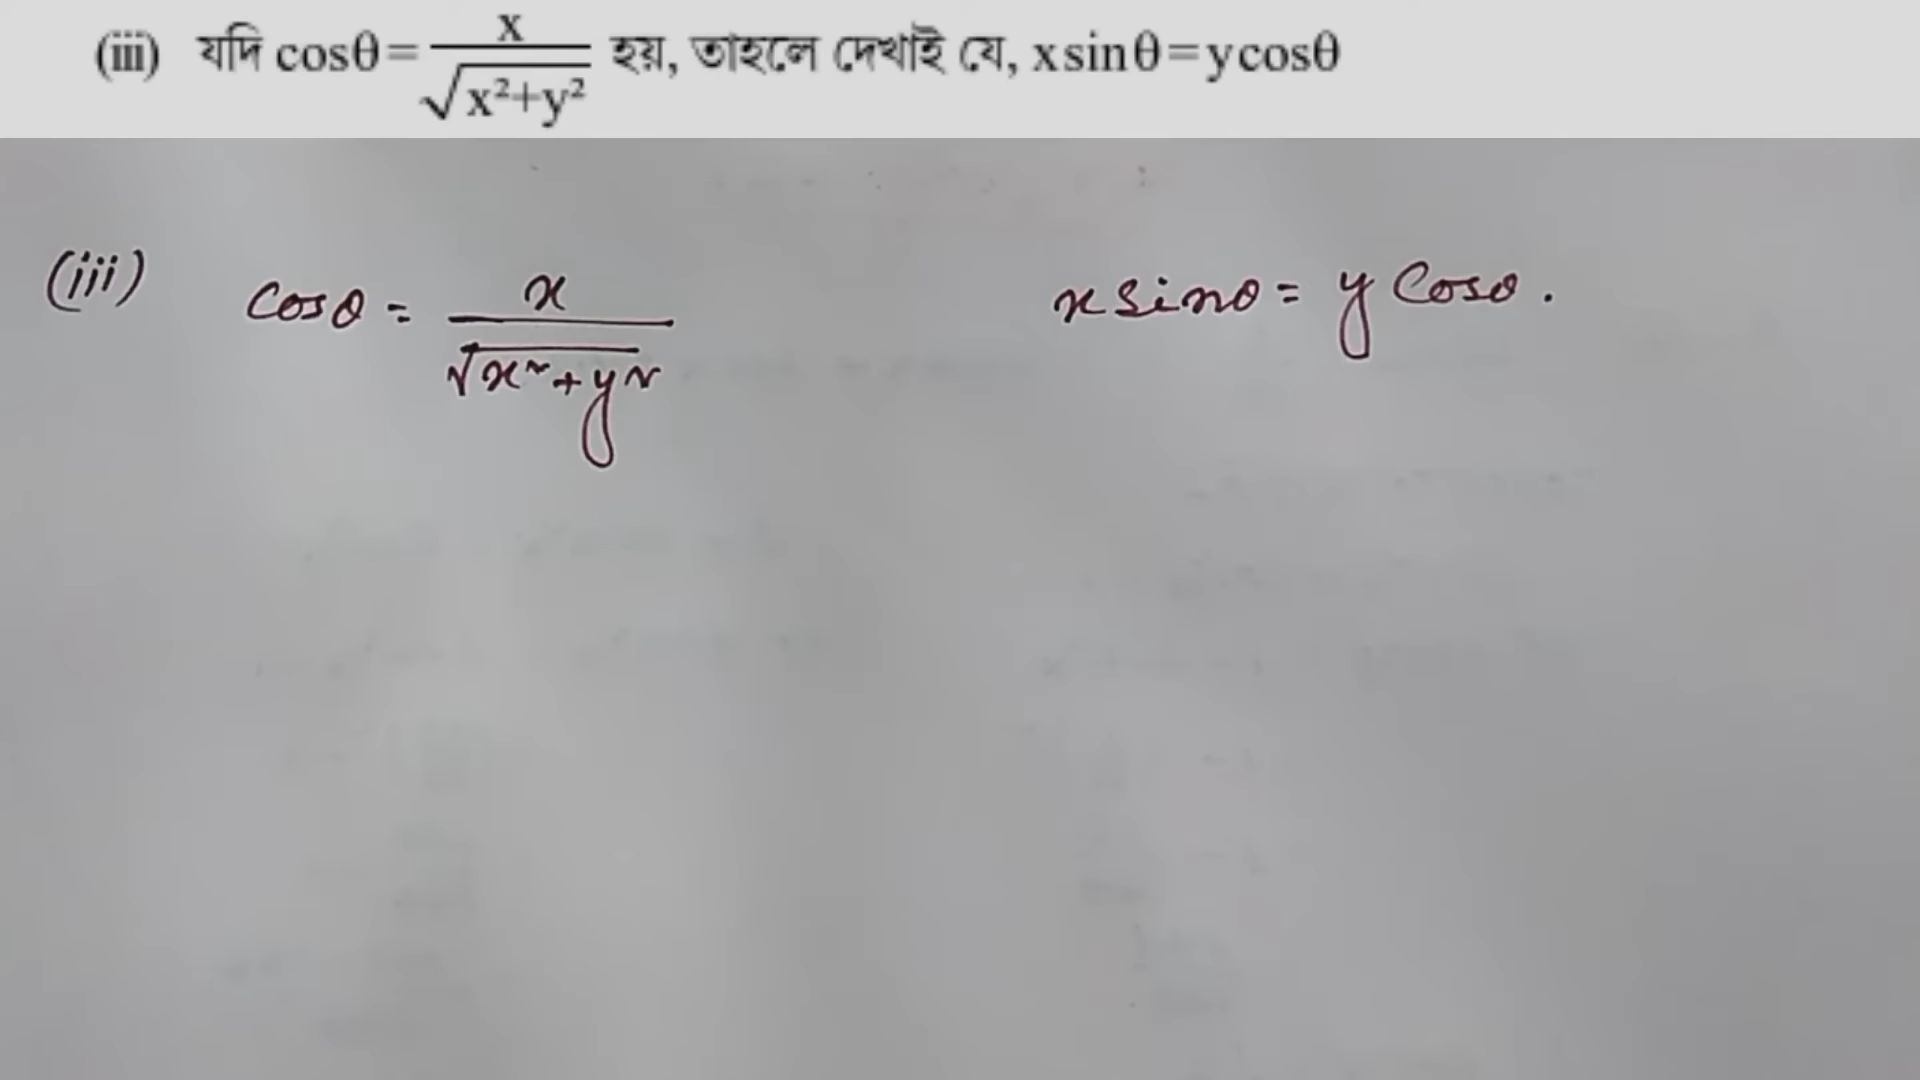 (iii) যদি cosθ = x/√(x²+y²) হয়, তাহলে দেখাই যে, x sinθ = y cosθ
(iii) Cosθ = x/√(x²+y²) x Sinθ = y Cosθ.